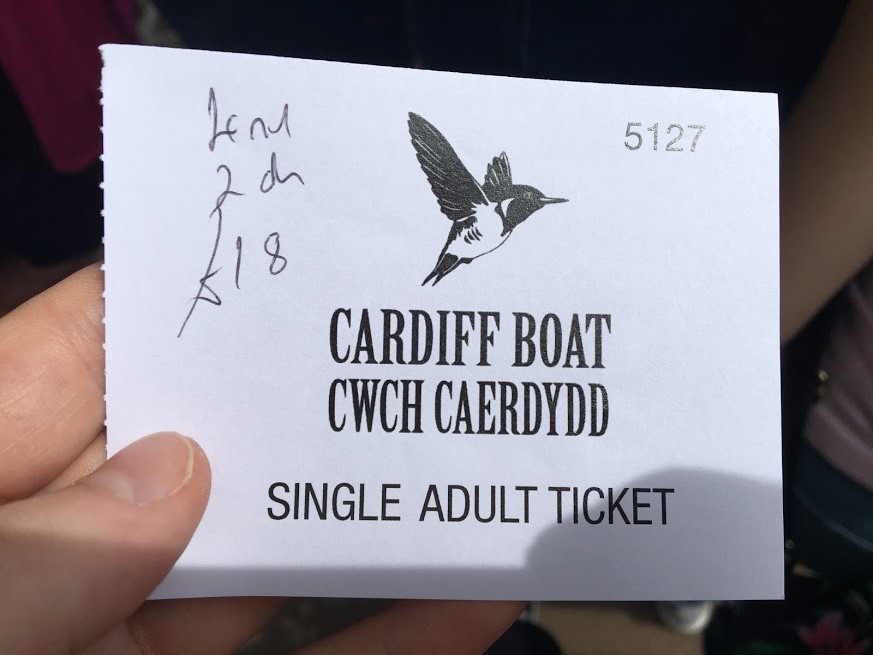 2 ch
£18
5127
CARDIFF BOAT
CWCH CAERDYDD
SINGLE ADULT TICKET